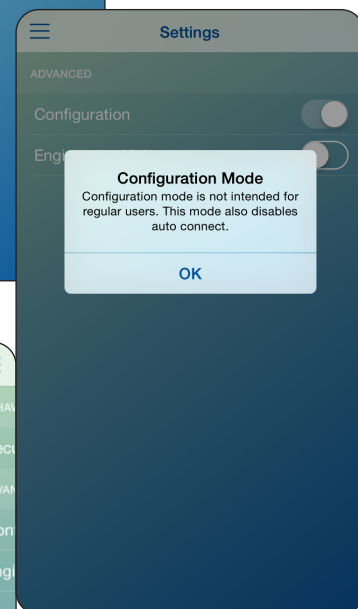 Settings
ADVANCED
Configuration
Configuration Mode
Configuration mode is not intended for
regular users. This mode also disables
auto connect.
OK